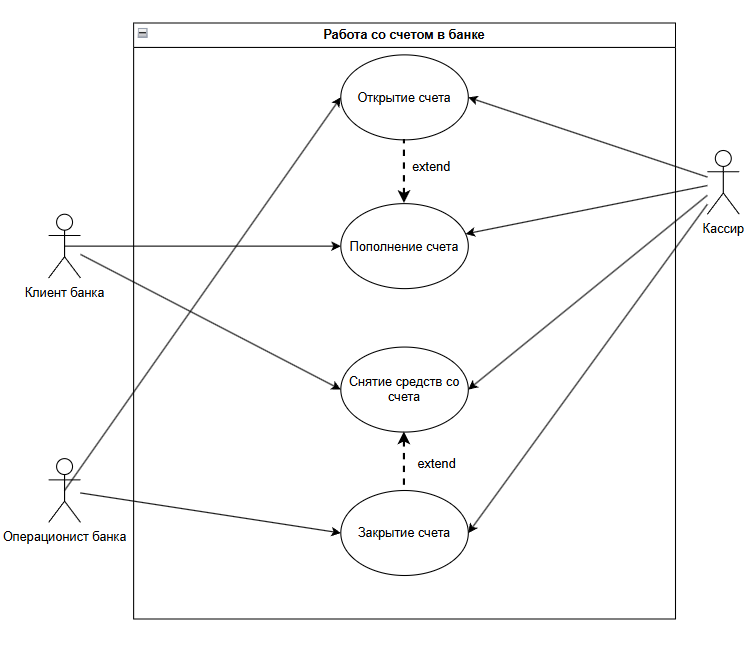 Работа со счетом в банке
Открытие счета
extend
Кассир
Пополнение счета
Клиент банка
Снятие средств со
счета
extend
Операционист банка
Закрытие счета